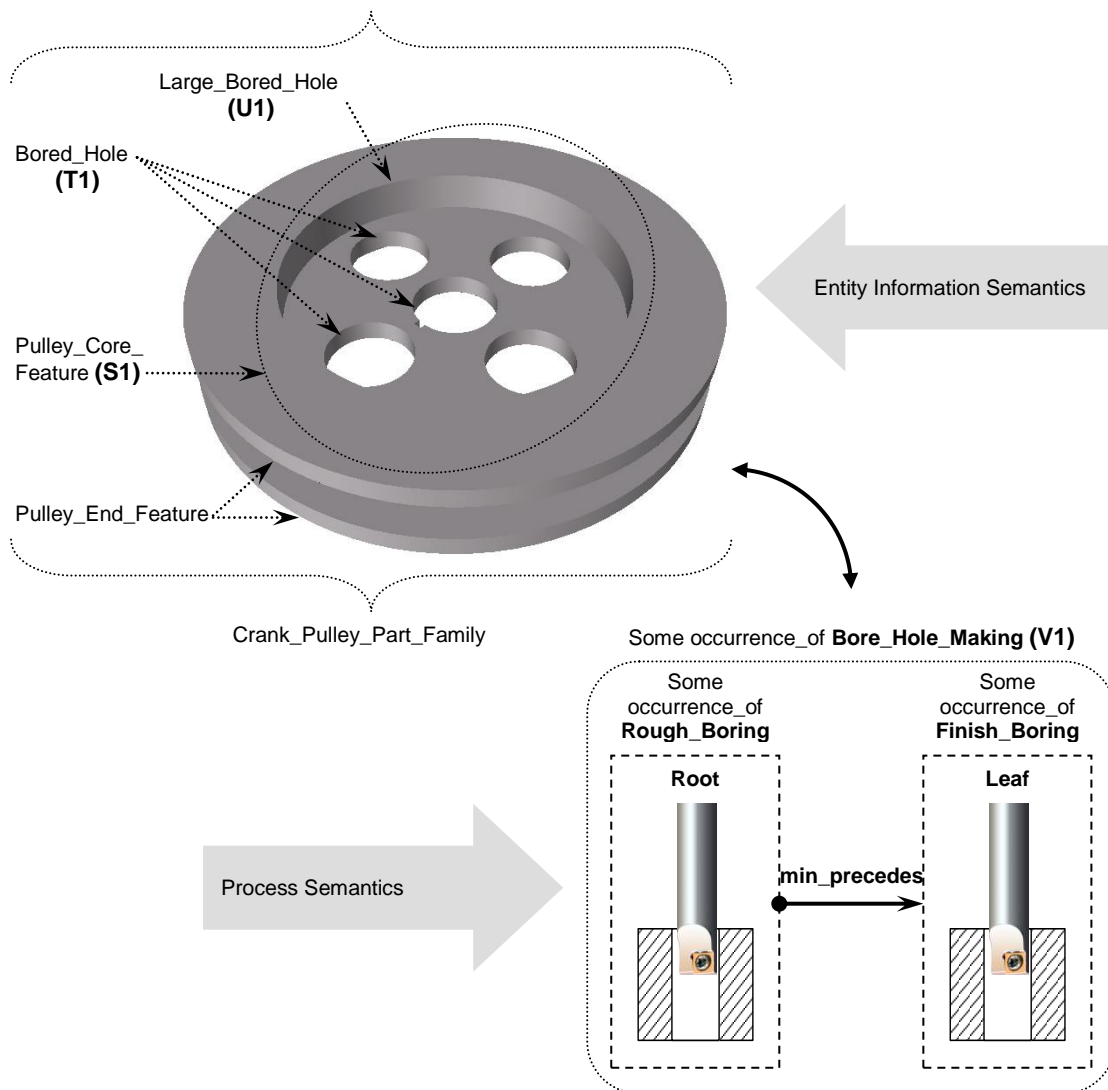 Large_Bored_Hole
(U1)
Bored_Hole
(T1)
Entity Information Semantics
Pulley_Core_
Feature (S1)
Pulley_End_Feature
Crank_Pulley_Part_Family
Some occurrence_of Bore_Hole_Making (V1)
Some
occurrence_of
Rough_Boring
Some
occurrence_of
Finish_Boring
Root
Leaf
min_precedes
Process Semantics